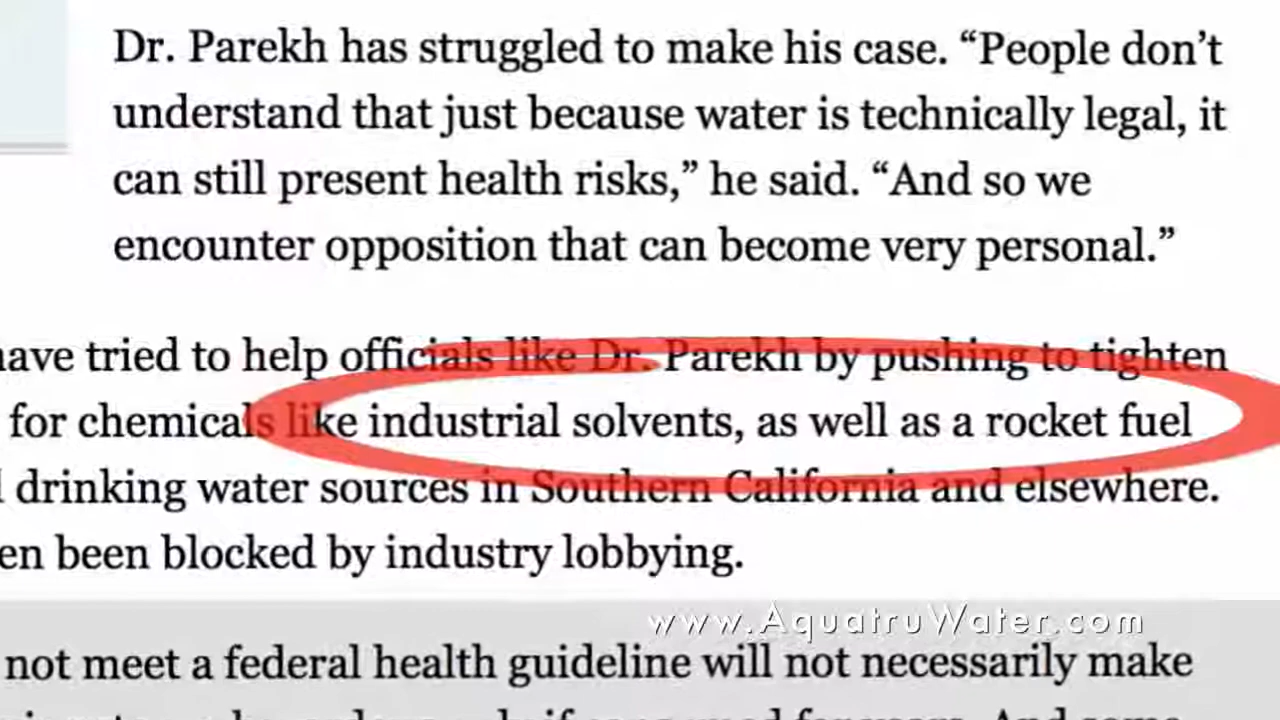 Dr. Parekh has struggled to make his case. “People don’t
understand that just because water is technically legal, it
can still present health risks,” he said. “And so we
encounter opposition that can become very personal.”
have tried to help officials like Dr. Parekh by pushing to tighten
for chemicals like industrial solvents, as well as a rocket fuel
drinking water sources in Southern California and elsewhere.
been blocked by industry lobbying.
www.AquatruWater.com
not meet a federal health guideline will not necessarily make